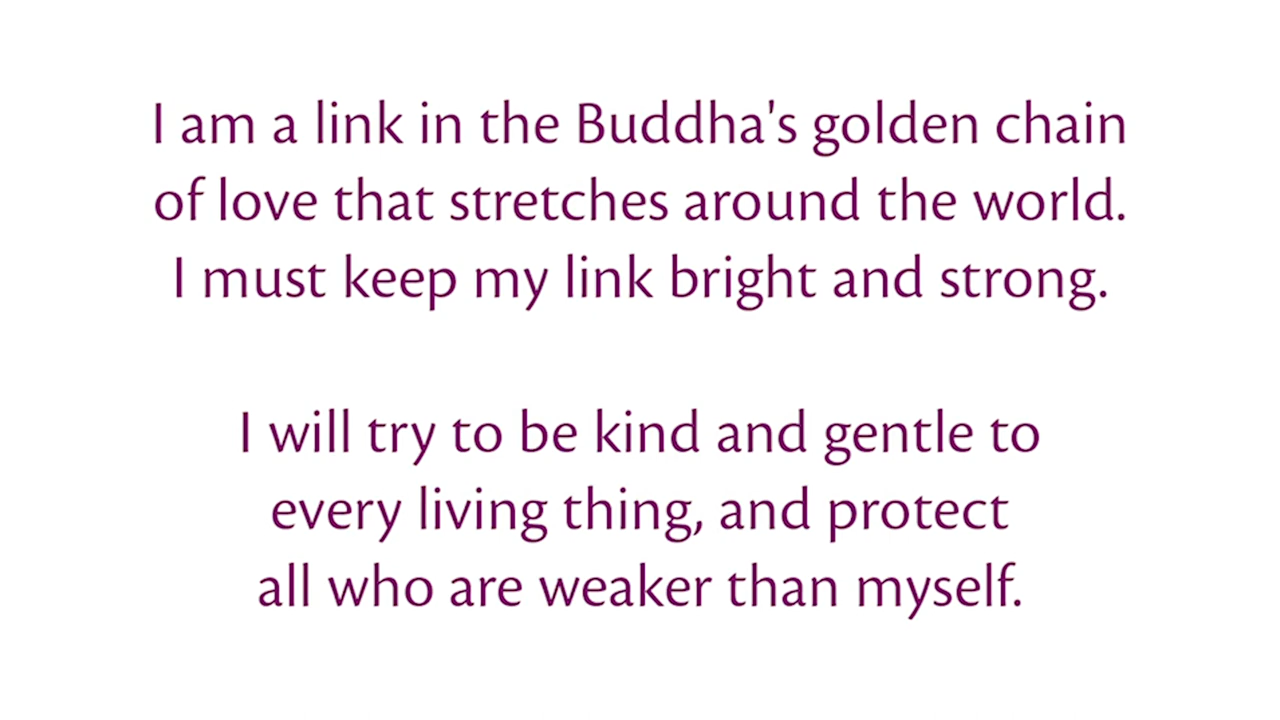 I am a link in the Buddha's golden chain
of love that stretches around the world.
I must keep my link bright and strong.
I will try to be kind and gentle to
every living thing, and protect
all who are weaker than myself.